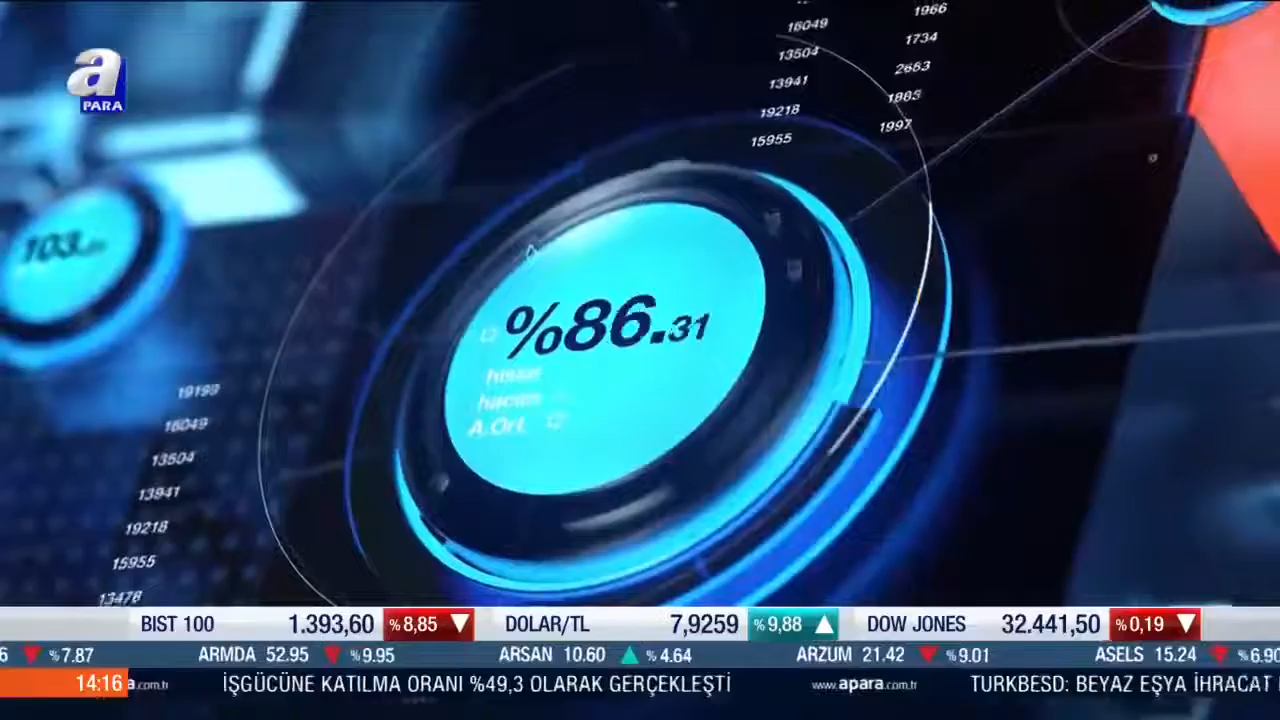 a
PARA
16049
13504
13941
19218
15955
1966
1734
2663
1885
1997
103.
%86.31
hisse
hacim
A.Ort.
19199
16049
13504
13941
19218
15955
13478
BIST 100 1.393,60 %8,85 DOLAR/TL 7,9259 %9,88 DOW JONES 32.441,50 %0,19
6 %7.87 ARMDA 52.95 %9.95 ARSAN 10.60 %4.64 ARZUM 21.42 %9.01 ASELS 15.24 %6.90
14:16 a.com.tr İŞGÜCÜNE KATILMA ORANI %49,3 OLARAK GERÇEKLEŞTİ www.apara.com.tr TURKBESD: BEYAZ EŞYA İHRACAT